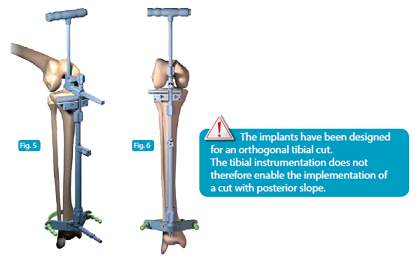 Fig. 5
Fig. 6
The implants have been designed
for an orthogonal tibial cut.
The tibial instrumentation does not
therefore enable the implementation of
a cut with posterior slope.